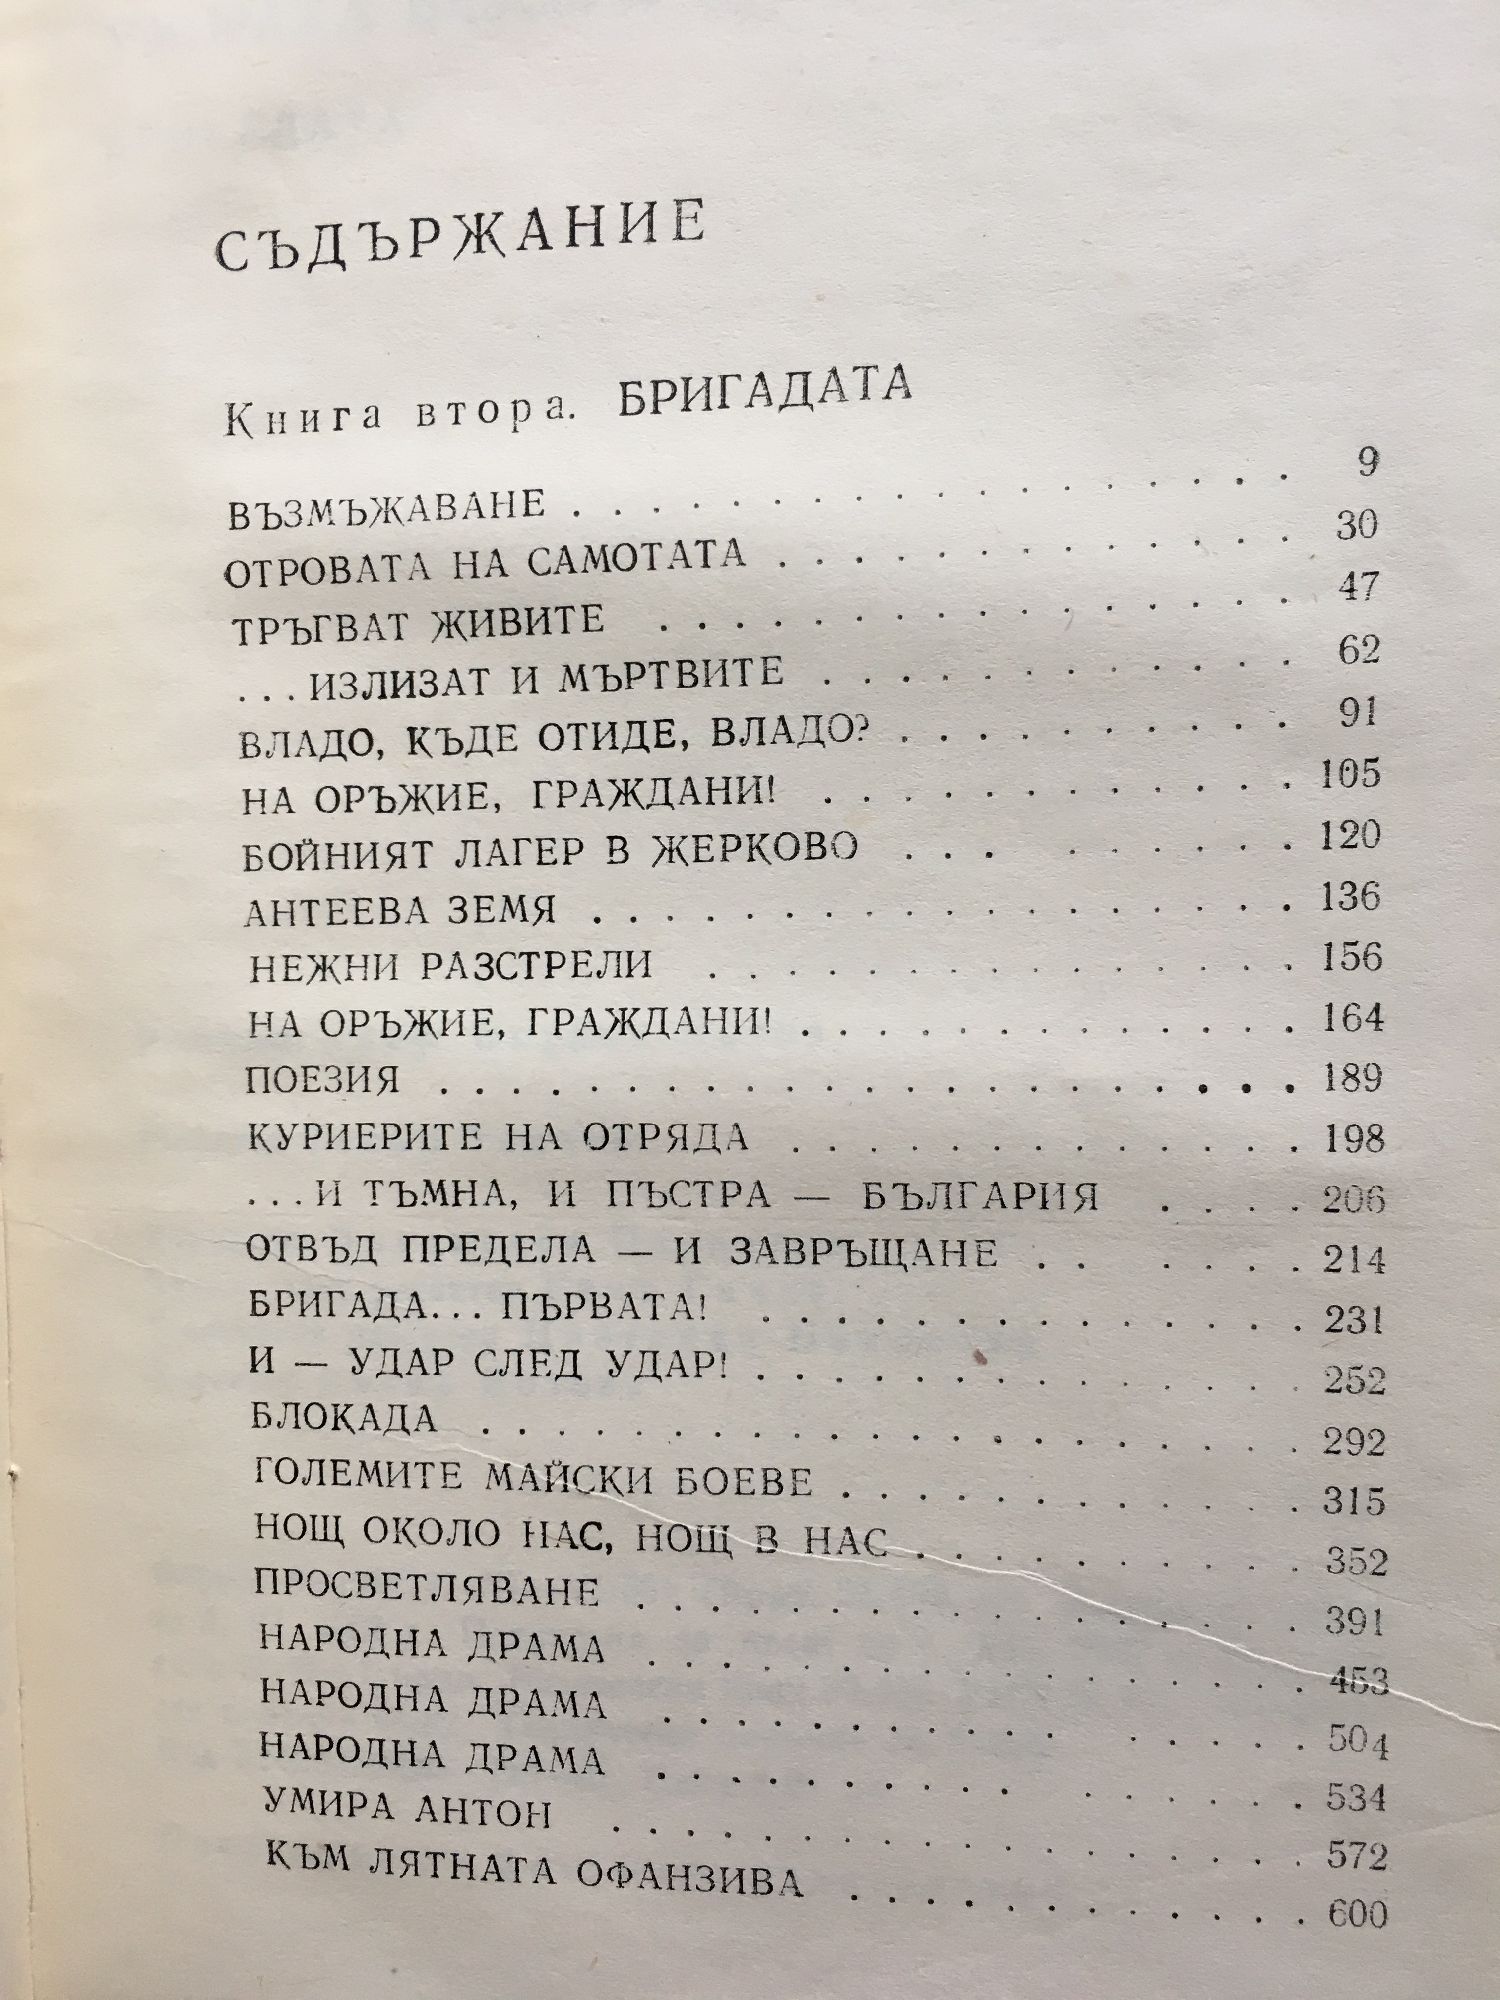 СЪДЪРЖАНИЕ
Книга втора. БРИГАДАТА
ВЪЗМЪЖАВАНЕ . . . . . . . . . . . . . . . . . . 9
ОТРОВАТА НА САМОТАТА . . . . . . . . . . . . . 30
ТРЪГВАТ ЖИВИТЕ . . . . . . . . . . . . . . . . 47
...ИЗЛИЗАТ И МЪРТВИТЕ . . . . . . . . . . . . 62
ВЛАДО, КЪДЕ ОТИДЕ, ВЛАДО? . . . . . . . . . . 91
НА ОРЪЖИЕ, ГРАЖДАНИ! . . . . . . . . . . . . 105
БОЙНИЯТ ЛАГЕР В ЖЕРКОВО . . . . . . . . . 120
АНТЕЕВА ЗЕМЯ . . . . . . . . . . . . . . . . . 136
НЕЖНИ РАЗСТРЕЛИ . . . . . . . . . . . . . . . 156
НА ОРЪЖИЕ, ГРАЖДАНИ! . . . . . . . . . . . . . 164
ПОЕЗИЯ . . . . . . . . . . . . . . . . . . . . . 189
КУРИЕРИТЕ НА ОТРЯДА . . . . . . . . . . . . . 198
...И ТЪМНА, И ПЪСТРА — БЪЛГАРИЯ . . . . 206
ОТВЪД ПРЕДЕЛА — И ЗАВРЪЩАНЕ . . . . . . 214
БРИГАДА... ПЪРВАТА! . . . . . . . . . . . . . . 231
И — УДАР СЛЕД УДАР! . . . . . . . . . . . . . . 252
БЛОКАДА . . . . . . . . . . . . . . . . . . . . . 292
ГОЛЕМИТЕ МАЙСКИ БОЕВЕ . . . . . . . . . . . . 315
НОЩ ОКОЛО НАС, НОЩ В НАС . . . . . . . . . . 352
ПРОСВЕТЛЯВАНЕ . . . . . . . . . . . . . . . . . 391
НАРОДНА ДРАМА . . . . . . . . . . . . . . . . . 453
НАРОДНА ДРАМА . . . . . . . . . . . . . . . . 504
НАРОДНА ДРАМА . . . . . . . . . . . . . . . . 534
УМИРА АНТОН . . . . . . . . . . . . . . . . . . 572
КЪМ ЛЯТНАТА ОФАНЗИВА . . . . . . . . . . . . 600